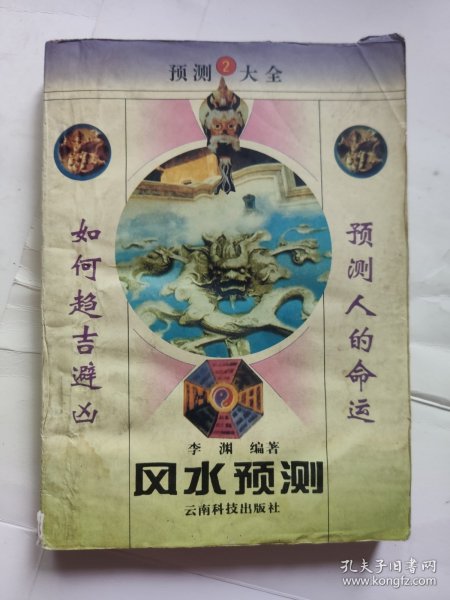 预测2大全
预测人的命运
如何趋吉避凶
李渊 编著
风水预测
云南科技出版社
孔夫子旧书网
www.kongfz.com